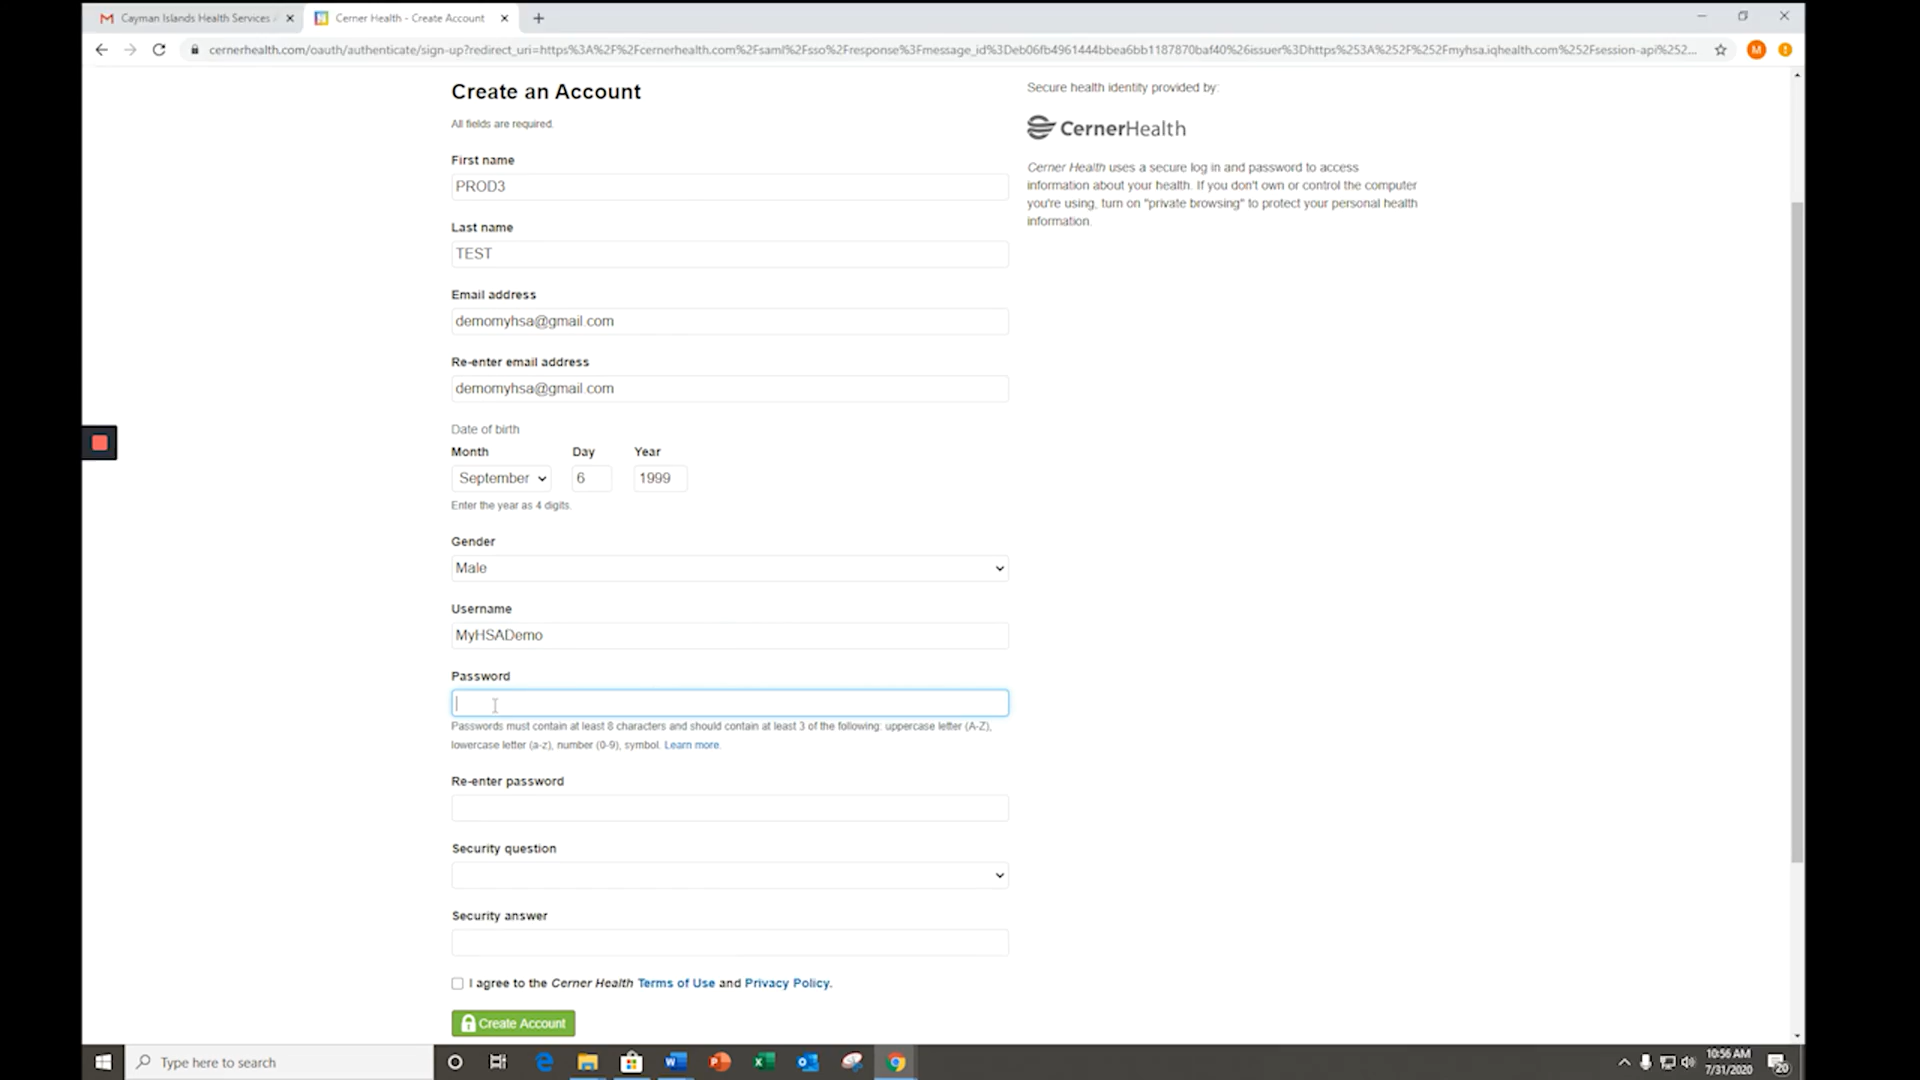 Cayman Islands Health Services
Cerner Health - Create Account
cernerhealth.com/oauth/authenticate/sign-up?redirect_uri=https%3A%2F%2Fcernerhealth.com%2Fsaml%2Fsso%2Fresponse%3Fmessage_id%3Deb06fb4961444bbea6bb1187870baf40%26issuer%3Dhttps%253A%252F%252Fmyhsa.iqhealth.com%252Fsession-api%252...
M
Create an Account
All fields are required.
First name
PROD3
Last name
TEST
Email address
demomyhsa@gmail.com
Re-enter email address
demomyhsa@gmail.com
Date of birth
Month Day Year
September 6 1999
Enter the year as 4 digits.
Gender
Male
Username
MyHSADemo
Password
Passwords must contain at least 8 characters and should contain at least 3 of the following: uppercase letter (A-Z),
lowercase letter (a-z), number (0-9), symbol. Learn more.
Re-enter password
Security question
Security answer
I agree to the Cerner Health Terms of Use and Privacy Policy.
Create Account
Secure health identity provided by:
CernerHealth
Cerner Health uses a secure log in and password to access
information about your health. If you don't own or control the computer
you're using, turn on "private browsing" to protect your personal health
information.
Type here to search
10:56 AM
7/31/2020
20